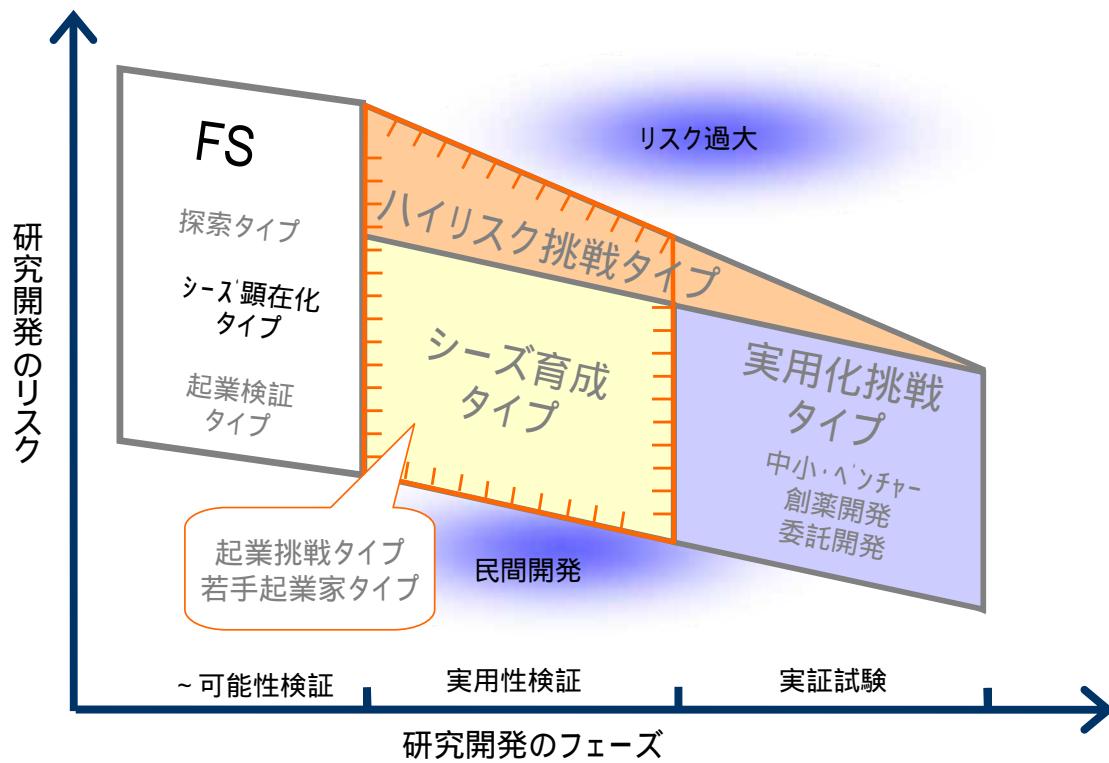 研究開発のリスク
FS
探索タイプ
シーズ顕在化
タイプ
起業検証
タイプ
リスク過大
ハイリスク挑戦タイプ
シーズ育成
タイプ
実用化挑戦
タイプ
中小・ベンチャー
創薬開発
委託開発
起業挑戦タイプ
若手起業家タイプ
民間開発
~可能性検証
実用性検証
実証試験
研究開発のフェーズ